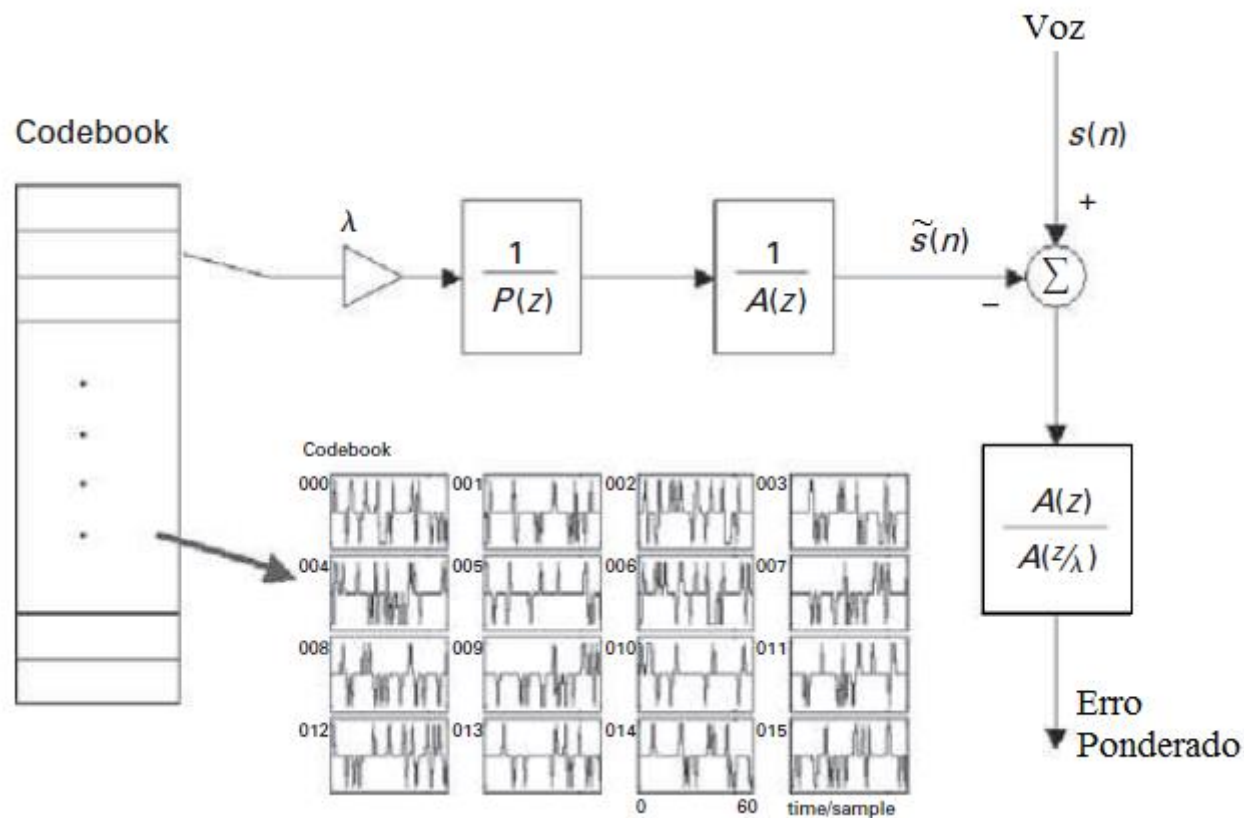 Voz
Codebook
s(n)
λ
+
1
P(z)
1
A(z)
s̃(n)
Σ
−
Codebook
000 001 002 003
004 005 006 007
008 009 010 011
012 013 014 015
0 60 time/sample
A(z)
A(z/λ)
Erro
Ponderado